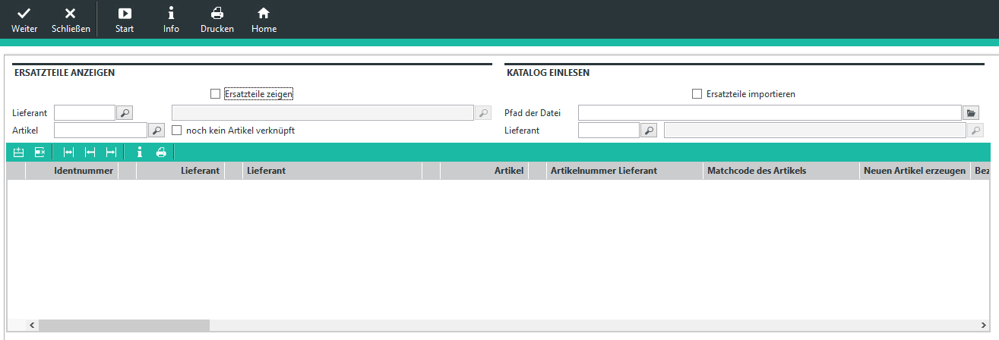 Weiter Schließen Start Info Drucken Home
ERSATZTEILE ANZEIGEN
Ersatzteile zeigen
Lieferant
Artikel noch kein Artikel verknüpft
KATALOG EINLESEN
Ersatzteile importieren
Pfad der Datei
Lieferant
Identnummer Lieferant Lieferant Artikel Artikelnummer Lieferant Matchcode des Artikels Neuen Artikel erzeugen Bez